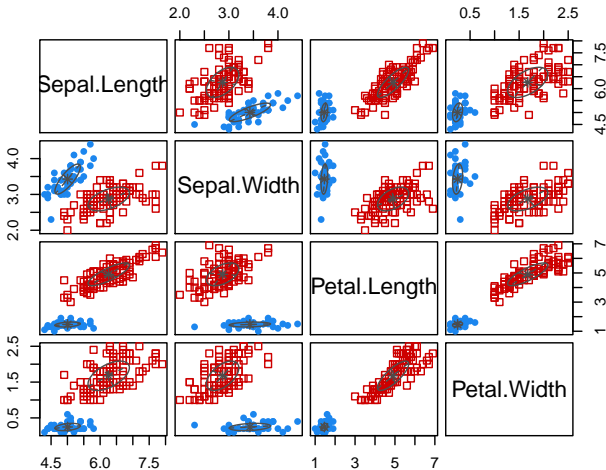 2.0 3.0 4.0 0.5 1.5 2.5
Sepal.Length
4.5 6.0 7.5
2.0 3.0 4.0
Sepal.Width
Petal.Length
1 3 5 7
0.5 1.5 2.5
Petal.Width
4.5 6.0 7.5 1 3 5 7